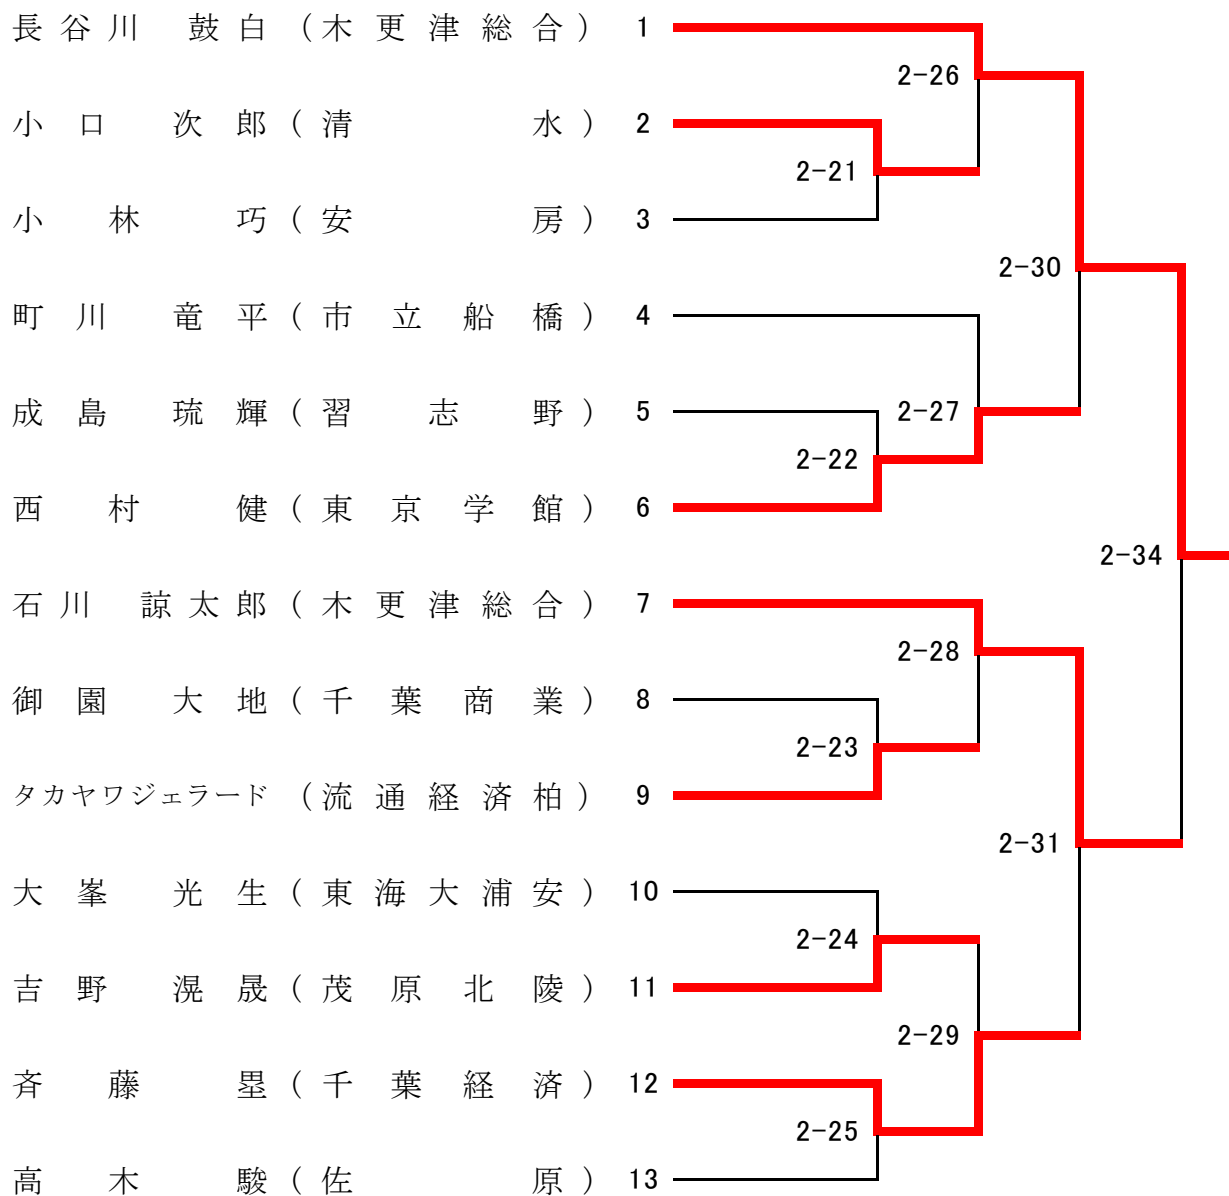 長谷川 鼓白 (木更津総合) 1
2-26
小口 次郎 (清水) 2
2-21
小林 巧 (安房) 3
2-30
町川 竜平 (市立船橋) 4
成島 琉輝 (習志野) 5
2-27
2-22
西村 健 (東京学館) 6
2-34
石川 諒太郎 (木更津総合) 7
2-28
御園 大地 (千葉商業) 8
2-23
タカヤワジェラード (流通経済柏) 9
2-31
大峯 光生 (東海大浦安) 10
2-24
吉野 滉晟 (茂原北陵) 11
2-29
斉藤 塁 (千葉経済) 12
2-25
高木 駿 (佐原) 13